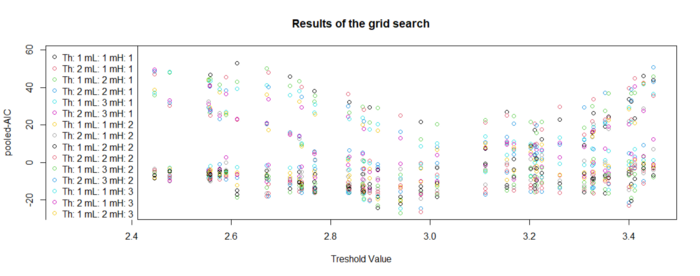 Results of the grid search
pooled-AIC
60
40
20
0
-20
Th: 1 mL: 1 mH: 1
Th: 2 mL: 1 mH: 1
Th: 1 mL: 2 mH: 1
Th: 2 mL: 2 mH: 1
Th: 1 mL: 3 mH: 1
Th: 2 mL: 3 mH: 1
Th: 1 mL: 1 mH: 2
Th: 2 mL: 1 mH: 2
Th: 1 mL: 2 mH: 2
Th: 2 mL: 2 mH: 2
Th: 1 mL: 3 mH: 2
Th: 2 mL: 3 mH: 2
Th: 1 mL: 1 mH: 3
Th: 2 mL: 1 mH: 3
Th: 1 mL: 2 mH: 3
2.4 2.6 2.8 3.0 3.2 3.4
Treshold Value